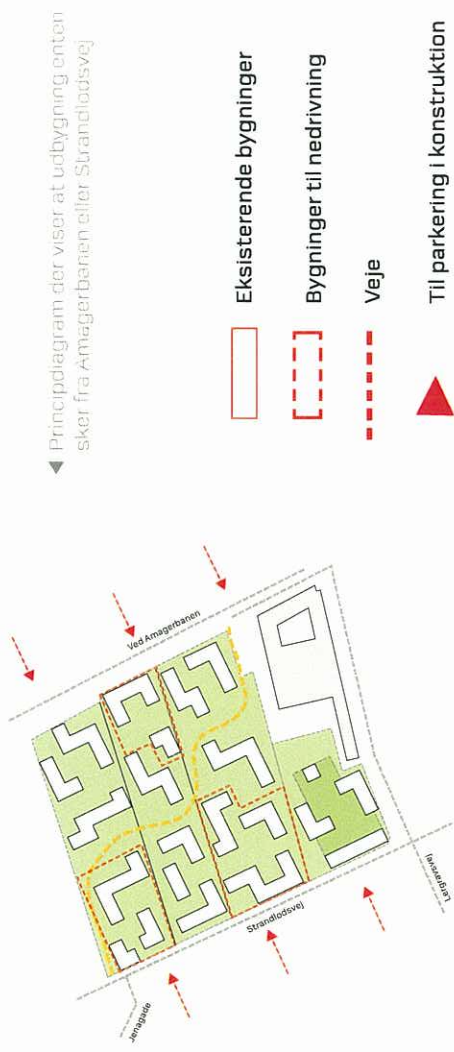 Principdiagram der viser at udbygning enten
sker fra Amagerbanen eller Strandlodsvej
Eksisterende bygninger
Bygninger til nedrivning
Veje
Til parkering i konstruktion
Ved Amagerbanen
Strandlodsvej
Lergravsvej
Jenagade